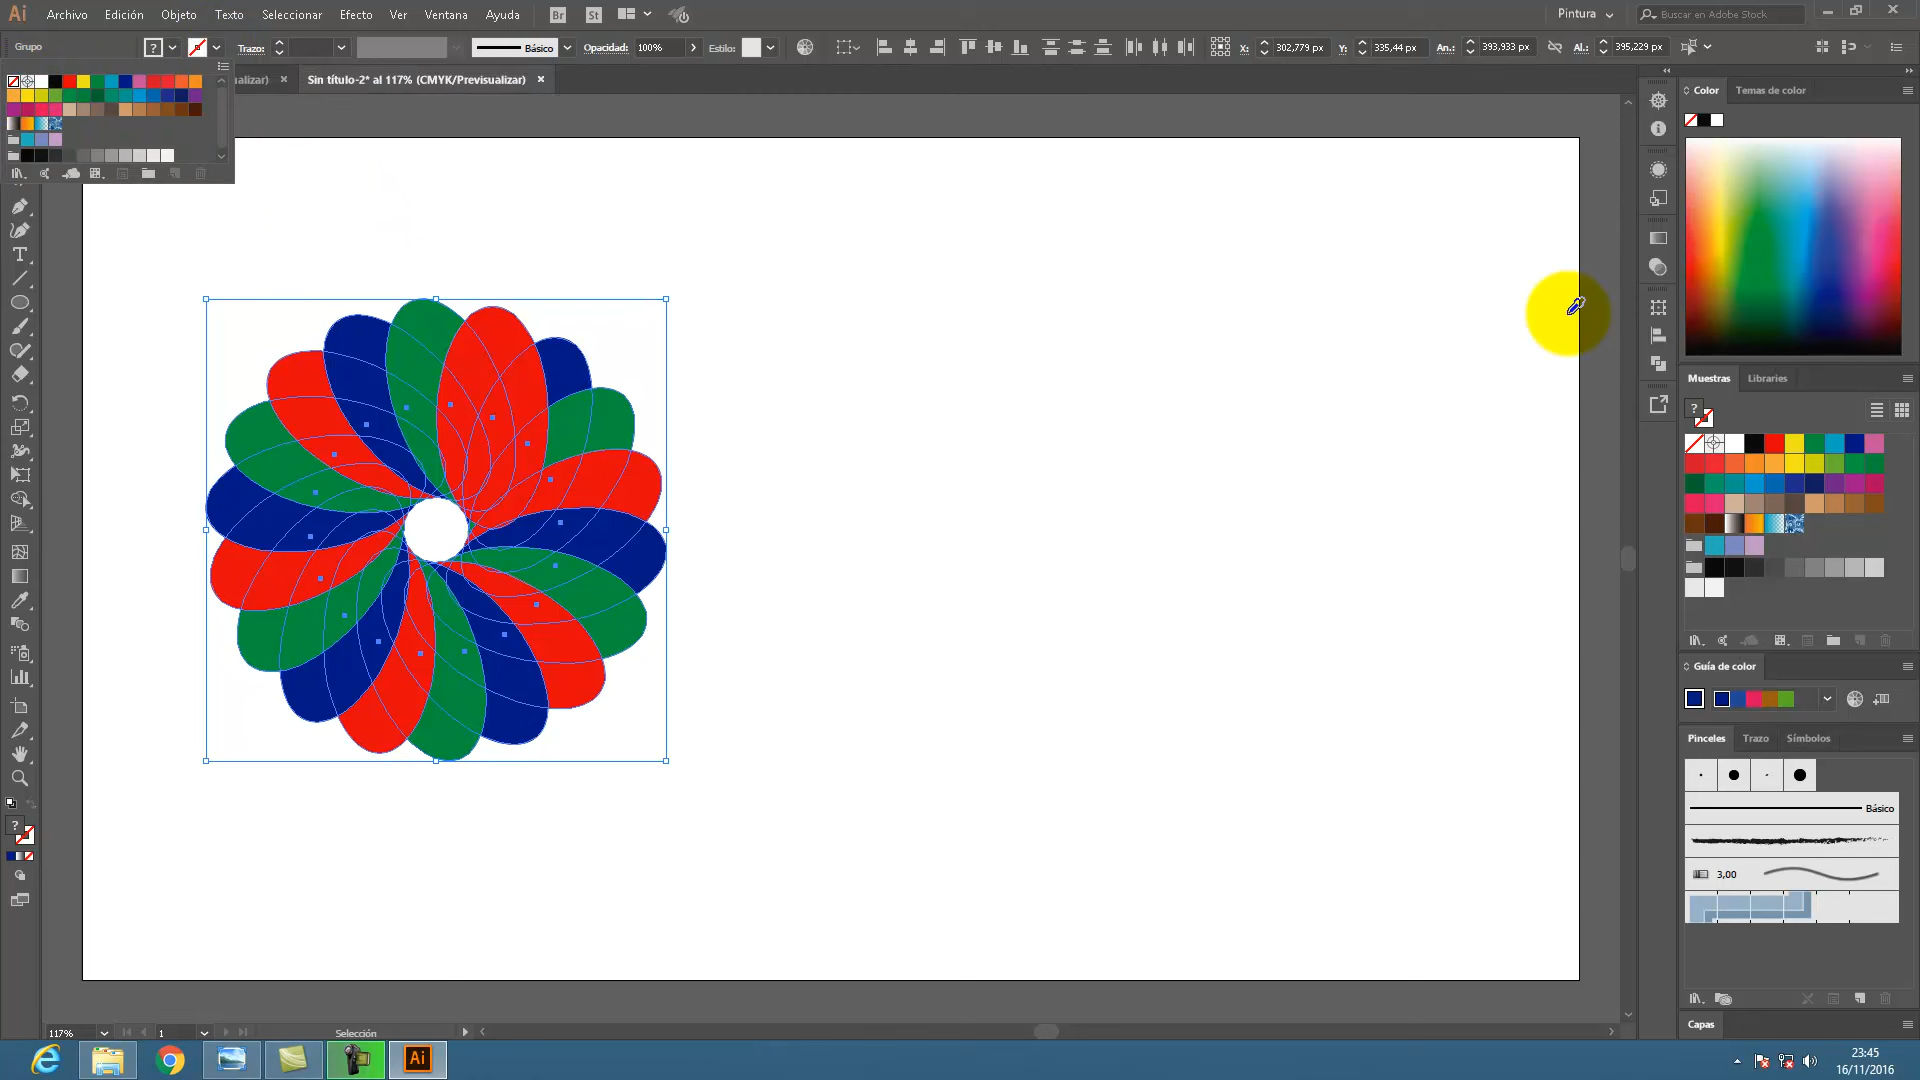 Ai Archivo Edición Objeto Texto Seleccionar Efecto Ver Ventana Ayuda Br St Pintura Buscar en Adobe Stock
Grupo ? Trazo: Básico Opacidad: 100% Estilo: X: 302,779 px Y: 335,44 px An.: 393,933 px Al.: 395,229 px
ualizar) × Sin título-2* al 117% (CMYK/Previsualizar) ×
Color Temas de color
Muestras Libraries
?
Guía de color
Pinceles Trazo Símbolos
Básico
3,00
Capas
T
?
117% 1 Selección
Ai
23:45
16/11/2016